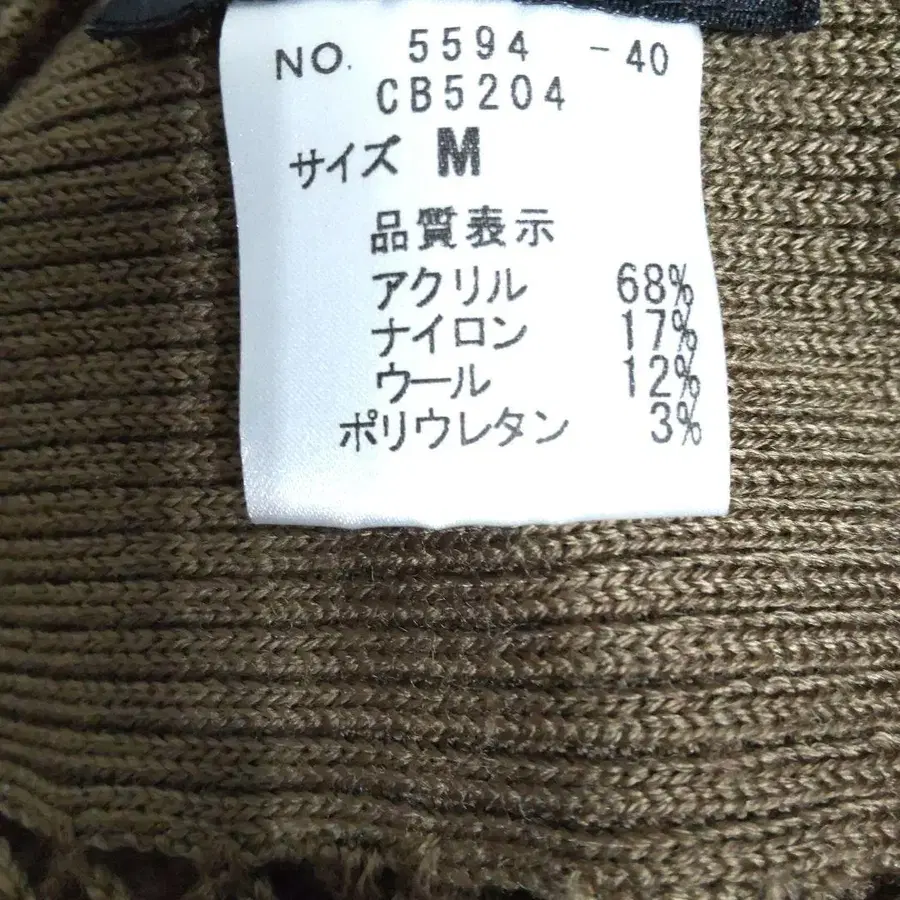 NO. 5594 -40
CB5204
サイズ M
品質表示
アクリル 68%
ナイロン 17%
ウール 12%
ポリウレタン 3%